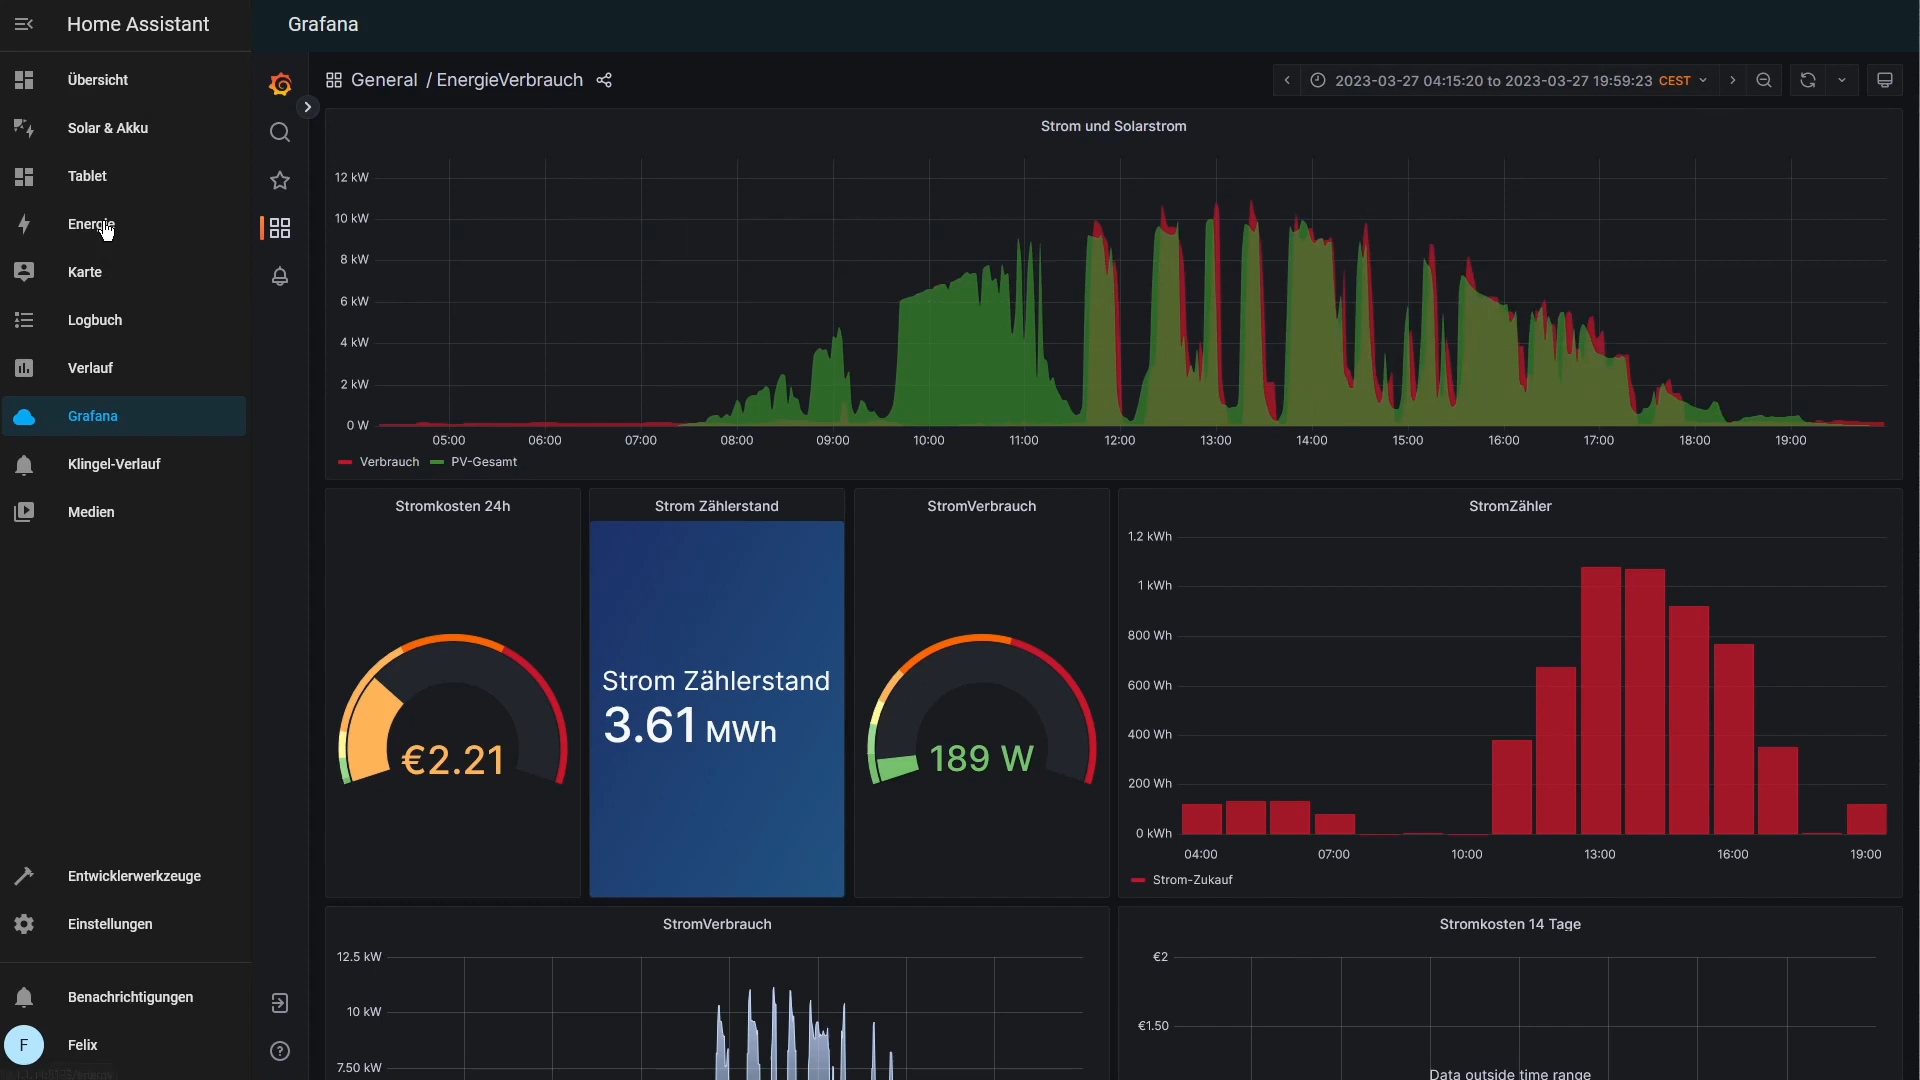 Home Assistant
Grafana
Übersicht
Solar & Akku
Tablet
Energie
Karte
Logbuch
Verlauf
Grafana
Klingel-Verlauf
Medien
Entwicklerwerkzeuge
Einstellungen
Benachrichtigungen
F
Felix
General / EnergieVerbrauch
2023-03-27 04:15:20 to 2023-03-27 19:59:23 CEST
Strom und Solarstrom
12 kW
10 kW
8 kW
6 kW
4 kW
2 kW
0 W
05:00 06:00 07:00 08:00 09:00 10:00 11:00 12:00 13:00 14:00 15:00 16:00 17:00 18:00 19:00
Verbrauch PV-Gesamt
Stromkosten 24h
€2.21
Strom Zählerstand
Strom Zählerstand
3.61 MWh
StromVerbrauch
189 W
StromZähler
1.2 kWh
1 kWh
800 Wh
600 Wh
400 Wh
200 Wh
0 kWh
04:00 07:00 10:00 13:00 16:00 19:00
Strom-Zukauf
StromVerbrauch
12.5 kW
10 kW
7.50 kW
Stromkosten 14 Tage
€2
€1.50
Data outside time range